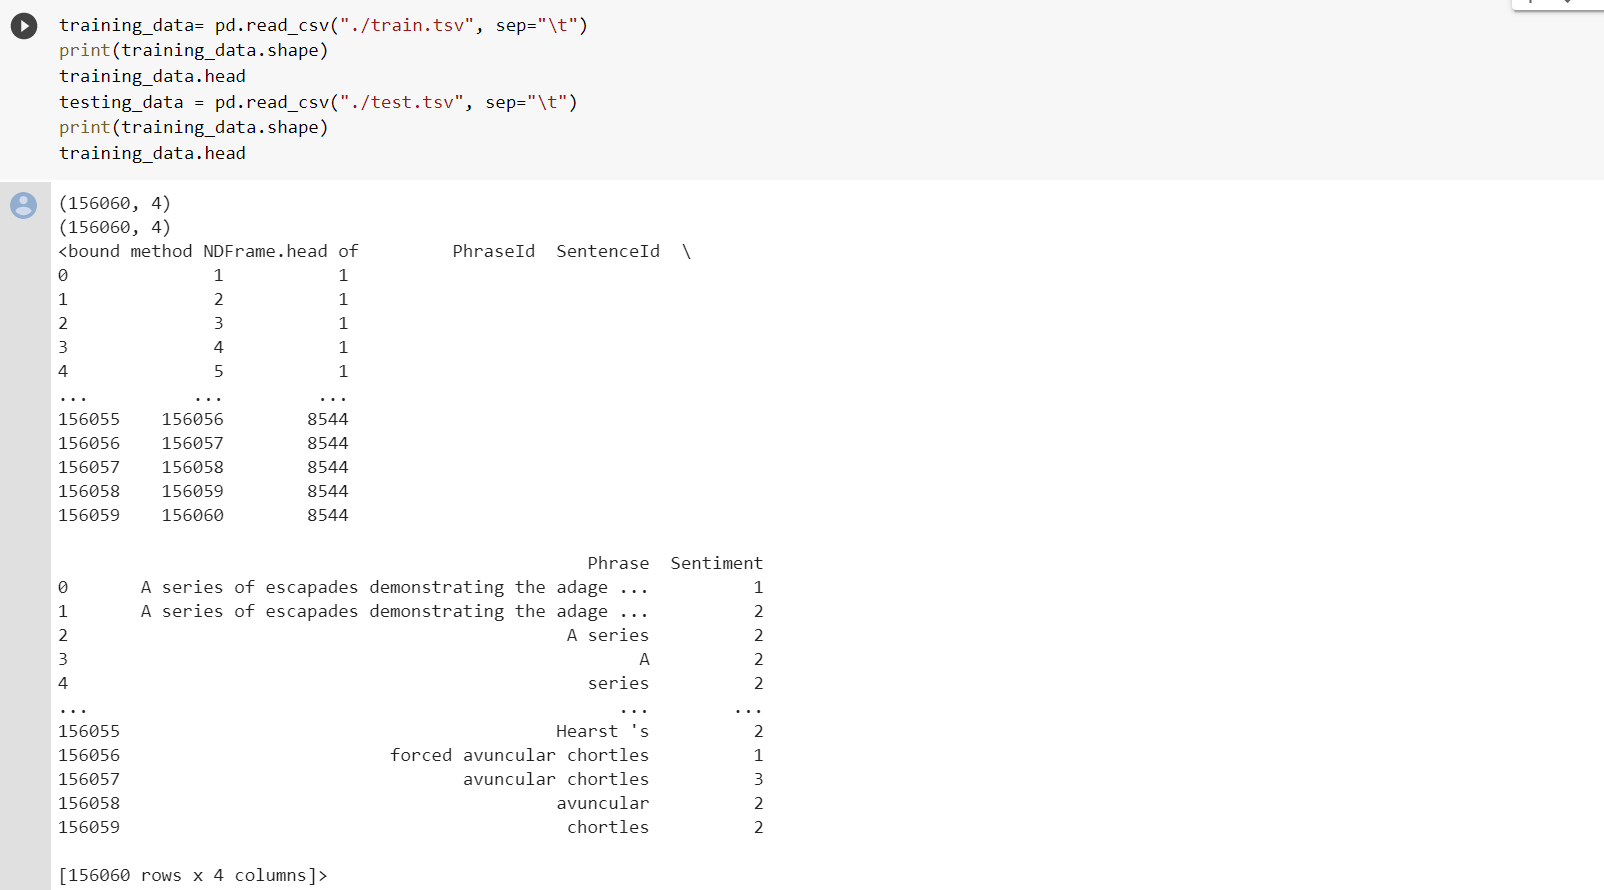 training_data= pd.read_csv("./train.tsv", sep="\t")
print(training_data.shape)
training_data.head
testing_data = pd.read_csv("./test.tsv", sep="\t")
print(training_data.shape)
training_data.head
(156060, 4)
(156060, 4)
<bound method NDFrame.head of         PhraseId  SentenceId  \
0              1           1
1              2           1
2              3           1
3              4           1
4              5           1
...          ...         ...
156055    156056        8544
156056    156057        8544
156057    156058        8544
156058    156059        8544
156059    156060        8544
                                                   Phrase  Sentiment
0       A series of escapades demonstrating the adage ...          1
1       A series of escapades demonstrating the adage ...          2
2                                                A series          2
3                                                       A          2
4                                                  series          2
...                                                   ...        ...
156055                                          Hearst 's          2
156056                          forced avuncular chortles          1
156057                                 avuncular chortles          3
156058                                          avuncular          2
156059                                           chortles          2
[156060 rows x 4 columns]>